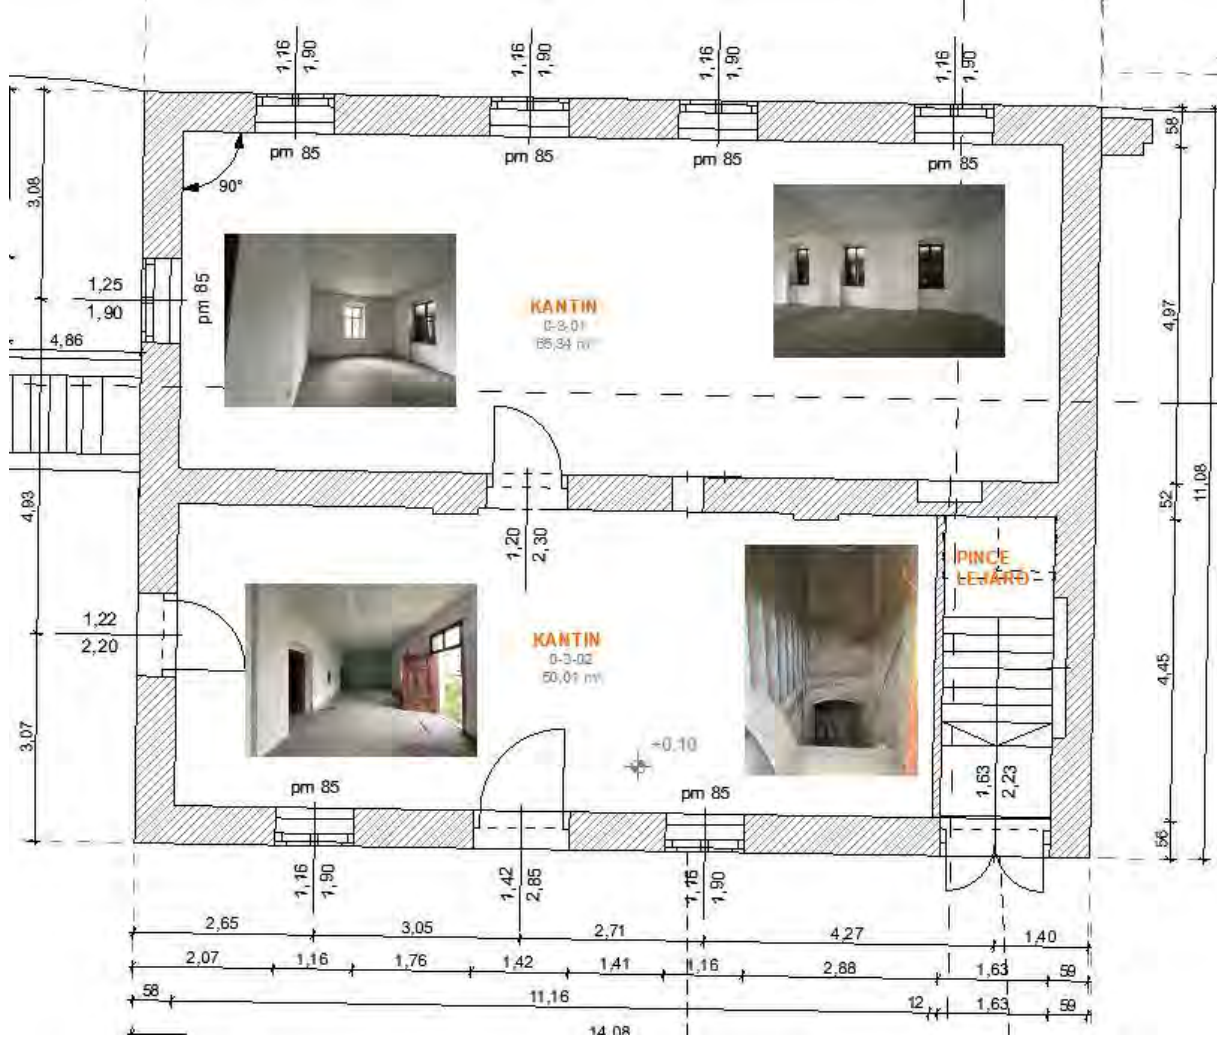 1,16 1,90
1,16 1,90
1,16 1,90
1,16 1,90
58
pm 85
pm 85
pm 85
pm 85
90°
3,08
1,25
1,90
pm 85
4,86
KANTIN
0-3-01
65,34 m²
4,97
11,08
4,93
52
1,20 2,30
PINCE
LEJÁRÓ
1,22
2,20
KANTIN
0-3-02
50,01 m²
4,45
3,07
+0,10
1,63 2,23
pm 85
pm 85
56
1,16 1,90
1,42 2,85
1,16 1,90
2,65 3,05 2,71 4,27 1,40
2,07 1,16 1,76 1,42 1,41 1,16 2,88 1,63 59
58 11,16 12 1,63 59
14,08